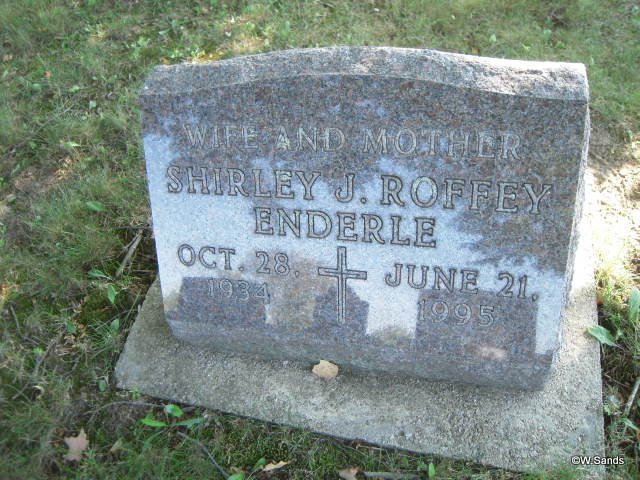 WIFE AND MOTHER
SHIRLEY J. ROFFEY
ENDERLE
OCT. 28, JUNE 21,
1934 1995
©W.Sands